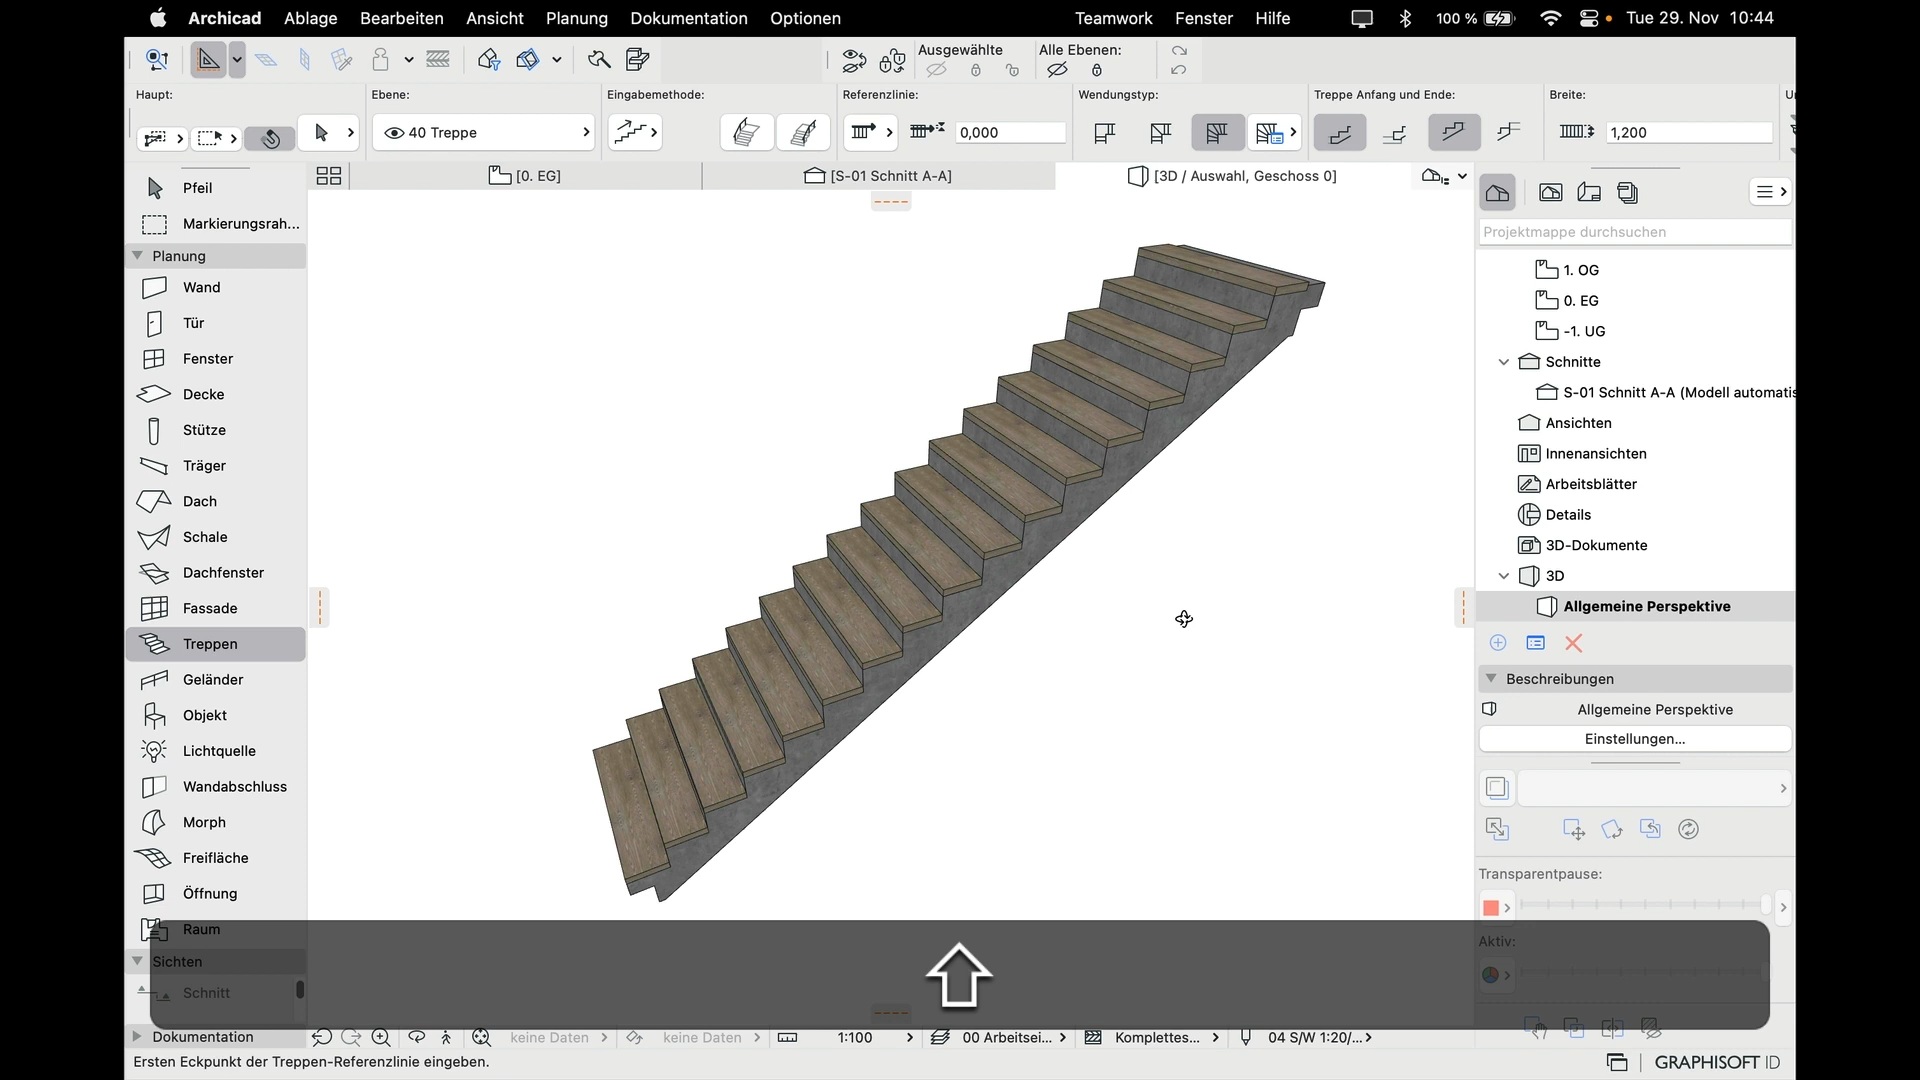 Archicad Ablage Bearbeiten Ansicht Planung Dokumentation Optionen Teamwork Fenster Hilfe 100 % Tue 29. Nov 10:44
Ausgewählte Alle Ebenen:
Haupt: Ebene: Eingabemethode: Referenzlinie: Wendungstyp: Treppe Anfang und Ende: Breite:
40 Treppe 0,000 1,200
[0. EG] [S-01 Schnitt A-A] [3D / Auswahl, Geschoss 0]
Pfeil
Markierungsrah...
Planung
Wand
Tür
Fenster
Decke
Stütze
Träger
Dach
Schale
Dachfenster
Fassade
Treppen
Geländer
Objekt
Lichtquelle
Wandabschluss
Morph
Freifläche
Öffnung
Raum
Sichten
Schnitt
Dokumentation
Projektmappe durchsuchen
1. OG
0. EG
-1. UG
Schnitte
S-01 Schnitt A-A (Modell automatis
Ansichten
Innenansichten
Arbeitsblätter
Details
3D-Dokumente
3D
Allgemeine Perspektive
Beschreibungen
Allgemeine Perspektive
Einstellungen...
Transparentpause:
Aktiv:
keine Daten keine Daten 1:100 00 Arbeitsei... Komplettes... 04 S/W 1:20/...
Ersten Eckpunkt der Treppen-Referenzlinie eingeben.
GRAPHISOFT ID